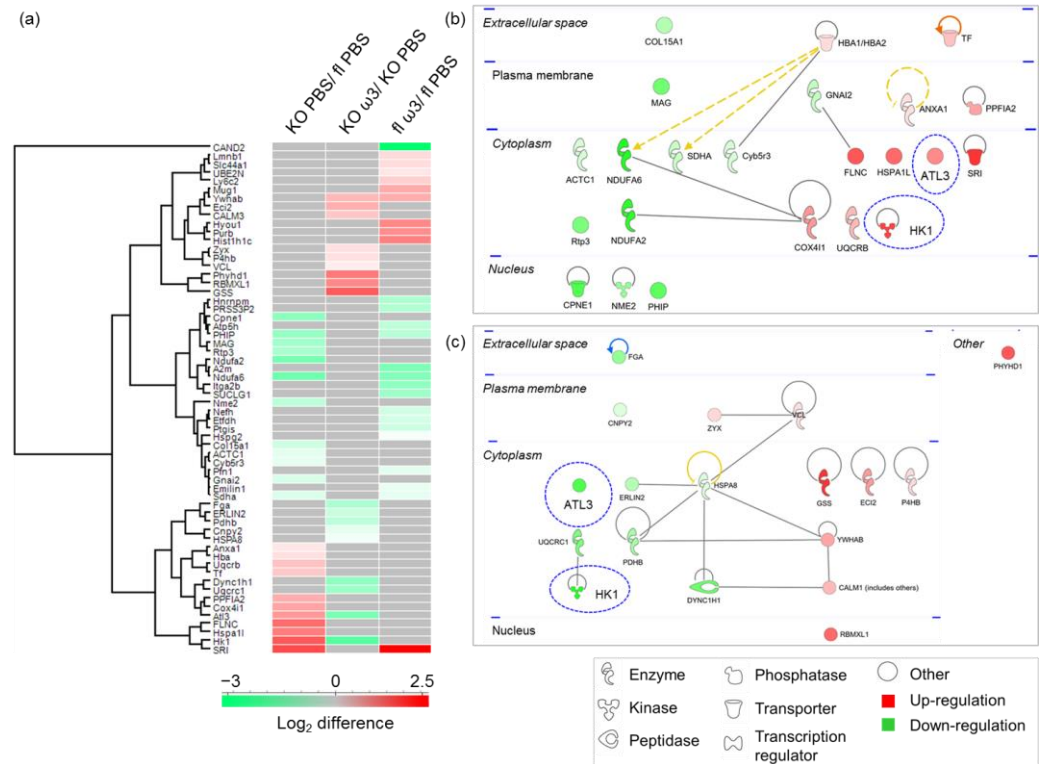 (a)
KO PBS/ fl PBS
KO ω3/ KO PBS
fl ω3/ fl PBS
CAND2
Lmnb1
Slc44a1
UBE2N
Ly6c2
Mug1
Ywhab
Eci2
CALM3
Hyou1
Purb
Hist1h1c
Zyx
P4hb
VCL
Phyhd1
RBMXL1
GSS
Hnrnpm
PRSS3P2
Cpne1
Atp5h
PHIP
MAG
Rtp3
Ndufa2
A2m
Ndufa6
Itga2b
SUCLG1
Nme2
Nefh
Etfdh
Ptgis
Hspg2
Col15a1
ACTC1
Cyb5r3
Pfn1
Gnai2
Emilin1
Sdha
Fga
ERLIN2
Pdhb
Cnpy2
HSPA8
Anxa1
Hba
Uqcrb
Tf
Dync1h1
Uqcrc1
PPFIA2
Cox4i1
Atl3
FLNC
Hspa1l
Hk1
SRI
−3 0 2.5
Log2 difference
(b)
Extracellular space
COL15A1
HBA1/HBA2
TF
Plasma membrane
MAG
GNAI2
ANXA1
PPFIA2
Cytoplasm
ACTC1
NDUFA6
SDHA
Cyb5r3
FLNC
HSPA1L
ATL3
SRI
Rtp3
NDUFA2
COX4I1
UQCRB
HK1
Nucleus
CPNE1
NME2
PHIP
(c)
Extracellular space
FGA
Other
PHYHD1
Plasma membrane
CNPY2
ZYX
VCL
Cytoplasm
ATL3
ERLIN2
HSPA8
GSS
ECI2
P4HB
UQCRC1
PDHB
YWHAB
HK1
DYNC1H1
CALM1 (includes others)
Nucleus
RBMXL1
Enzyme
Phosphatase
Other
Kinase
Transporter
Up-regulation
Peptidase
Transcription
regulator
Down-regulation